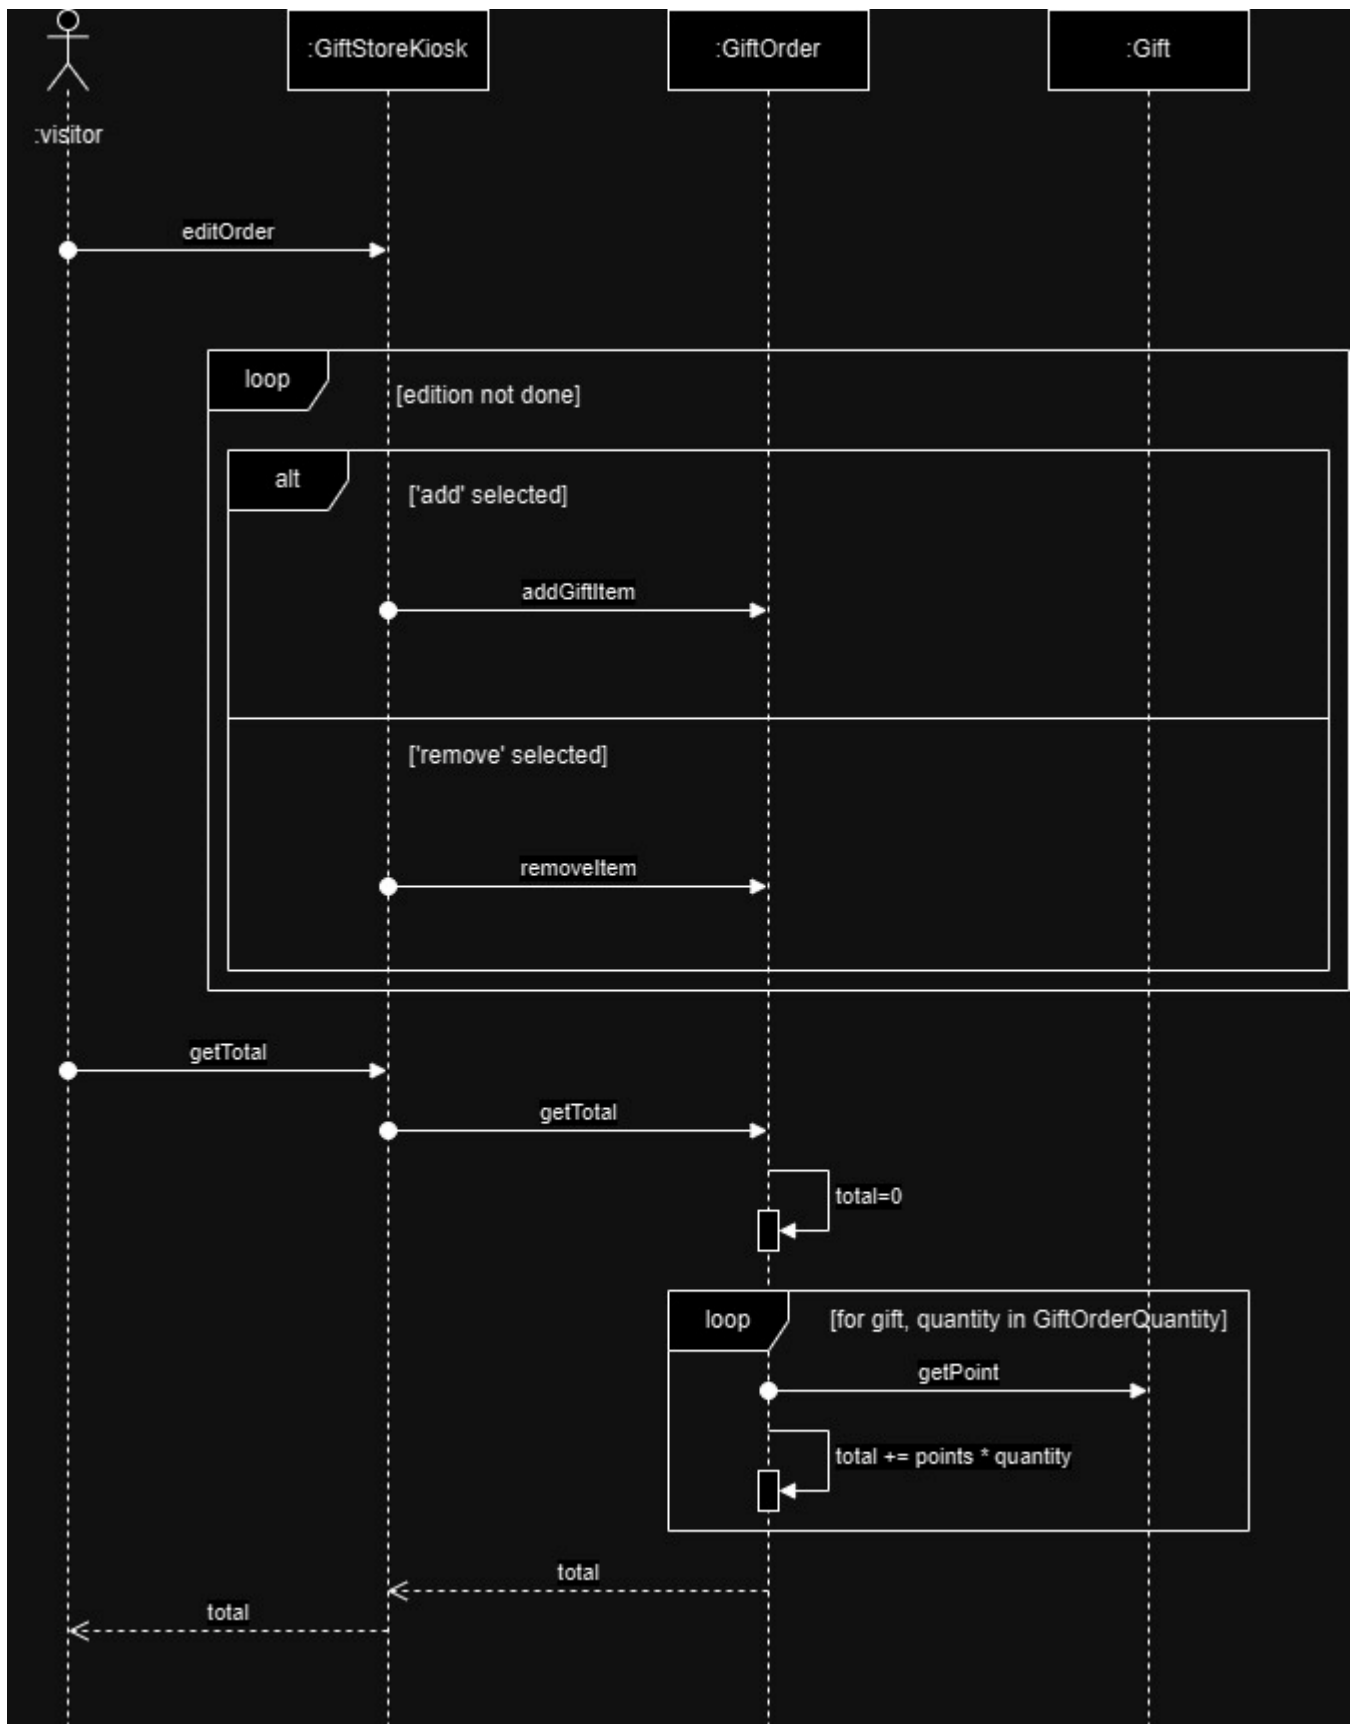 :GiftStoreKiosk
:GiftOrder
:Gift
:visitor
editOrder
loop
[edition not done]
alt
['add' selected]
addGiftItem
['remove' selected]
removeItem
getTotal
getTotal
total=0
loop
[for gift, quantity in GiftOrderQuantity]
getPoint
total += points * quantity
total
total